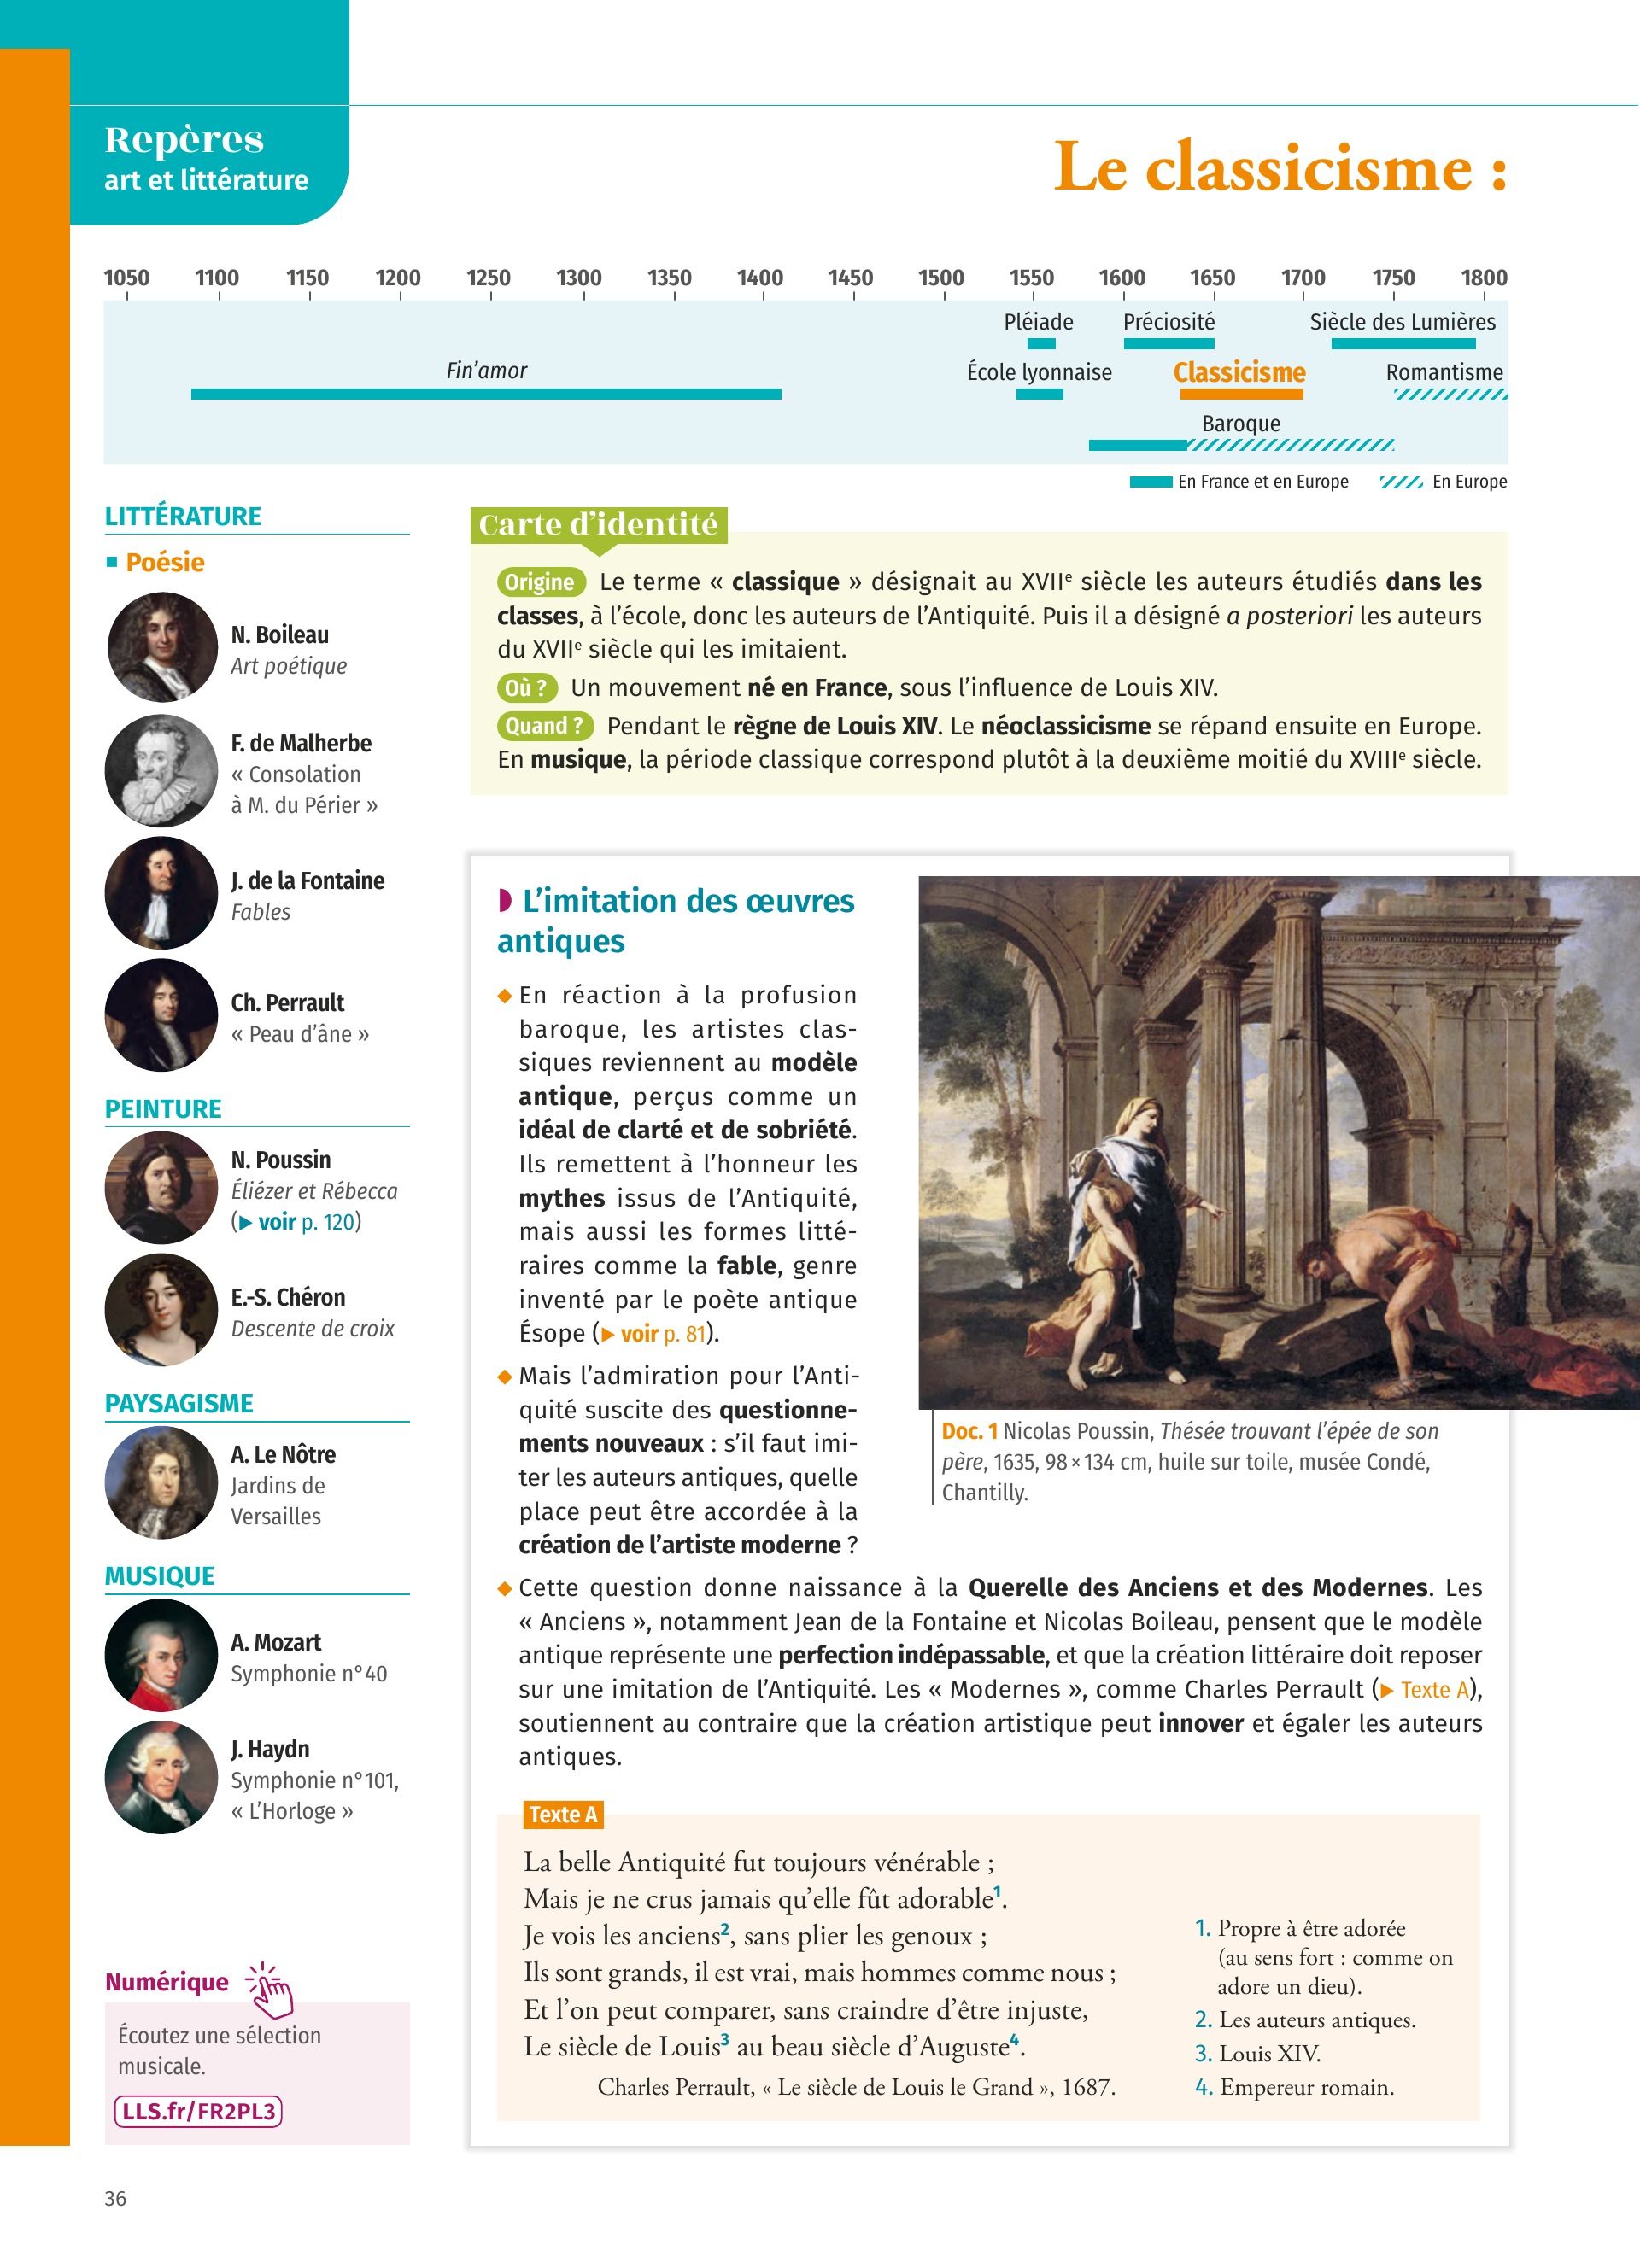 Repères
art et littérature
Le classicisme :
1050 1100 1150 1200 1250 1300 1350 1400 1450 1500 1550 1600 1650 1700 1750 1800
Pléiade Préciosité Siècle des Lumières
Fin’amor École lyonnaise Classicisme Romantisme
Baroque
En France et en Europe En Europe
LITTÉRATURE
Poésie
N. Boileau
Art poétique
F. de Malherbe
« Consolation
à M. du Périer »
J. de la Fontaine
Fables
Ch. Perrault
« Peau d’âne »
PEINTURE
N. Poussin
Éliézer et Rébecca
(▶ voir p. 120)
E.-S. Chéron
Descente de croix
PAYSAGISME
A. Le Nôtre
Jardins de
Versailles
MUSIQUE
A. Mozart
Symphonie n° 40
J. Haydn
Symphonie n° 101,
« L’Horloge »
Numérique
Écoutez une sélection
musicale.
LLS.fr/FR2PL3
Carte d’identité
Origine Le terme « classique » désignait au XVIIe siècle les auteurs étudiés dans les
classes, à l’école, donc les auteurs de l’Antiquité. Puis il a désigné a posteriori les auteurs
du XVIIe siècle qui les imitaient.
Où ? Un mouvement né en France, sous l’influence de Louis XIV.
Quand ? Pendant le règne de Louis XIV. Le néoclassicisme se répand ensuite en Europe.
En musique, la période classique correspond plutôt à la deuxième moitié du XVIIIe siècle.
L’imitation des œuvres
antiques
◆ En réaction à la profusion
baroque, les artistes clas-
siques reviennent au modèle
antique, perçus comme un
idéal de clarté et de sobriété.
Ils remettent à l’honneur les
mythes issus de l’Antiquité,
mais aussi les formes litté-
raires comme la fable, genre
inventé par le poète antique
Ésope (▶ voir p. 81).
◆ Mais l’admiration pour l’Anti-
quité suscite des questionne-
ments nouveaux : s’il faut imi-
ter les auteurs antiques, quelle
place peut être accordée à la
création de l’artiste moderne ?
Doc. 1 Nicolas Poussin, Thésée trouvant l’épée de son
père, 1635, 98 × 134 cm, huile sur toile, musée Condé,
Chantilly.
◆ Cette question donne naissance à la Querelle des Anciens et des Modernes. Les
« Anciens », notamment Jean de la Fontaine et Nicolas Boileau, pensent que le modèle
antique représente une perfection indépassable, et que la création littéraire doit reposer
sur une imitation de l’Antiquité. Les « Modernes », comme Charles Perrault (▶ Texte A),
soutiennent au contraire que la création artistique peut innover et égaler les auteurs
antiques.
Texte A
La belle Antiquité fut toujours vénérable ;
Mais je ne crus jamais qu’elle fût adorable1.
Je vois les anciens2, sans plier les genoux ;
Ils sont grands, il est vrai, mais hommes comme nous ;
Et l’on peut comparer, sans craindre d’être injuste,
Le siècle de Louis3 au beau siècle d’Auguste4.
Charles Perrault, « Le siècle de Louis le Grand », 1687.
1. Propre à être adorée
(au sens fort : comme on
adore un dieu).
2. Les auteurs antiques.
3. Louis XIV.
4. Empereur romain.
36